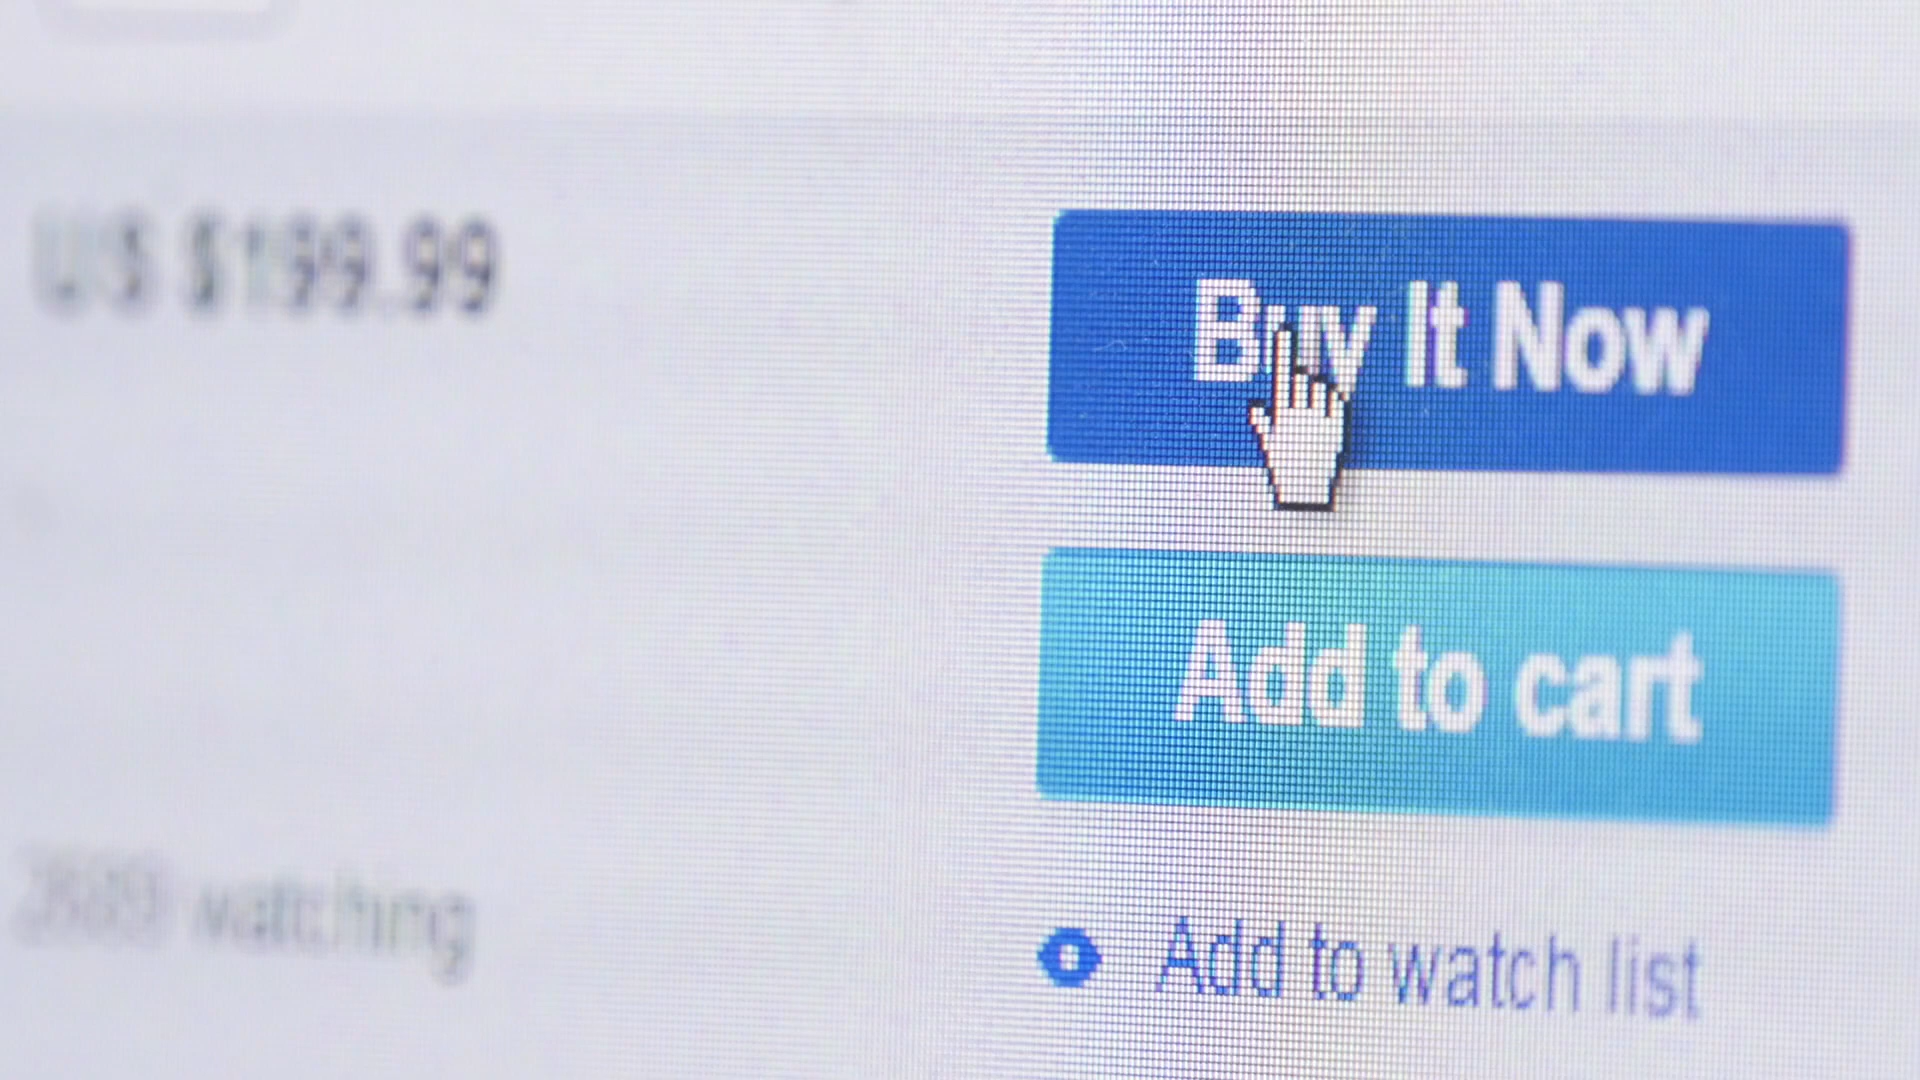 US $199.99
Buy It Now
Add to cart
watching
Add to watch list